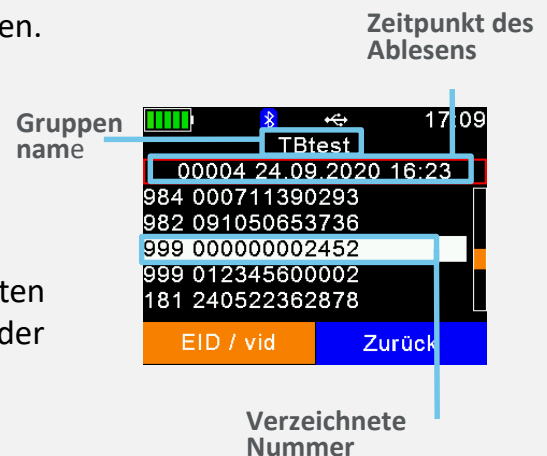 en.
Zeitpunkt des
Ablesens
Gruppen
name
17:09
TBtest
00004 24.09.2020 16:23
984 000711390293
982 091050653736
999 000000002452
999 012345600002
181 240522362878
EID / vid Zurück
ten
der
Verzeichnete
Nummer